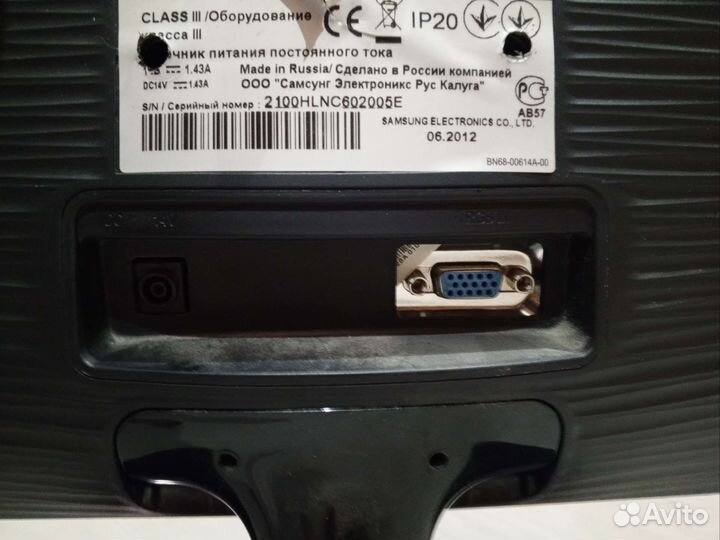 CLASS III /Оборудование
класса III
CE IP20
питания постоянного тока
1.43A Made in Russia/ Сделано в России компанией
DC14V 1.43A ООО "Самсунг Электроникс Рус Калуга"
S/N / Серийный номер : 2100HLNC602005E
АВ57
SAMSUNG ELECTRONICS CO., LTD.
06.2012
BN68-00614A-00
Avito